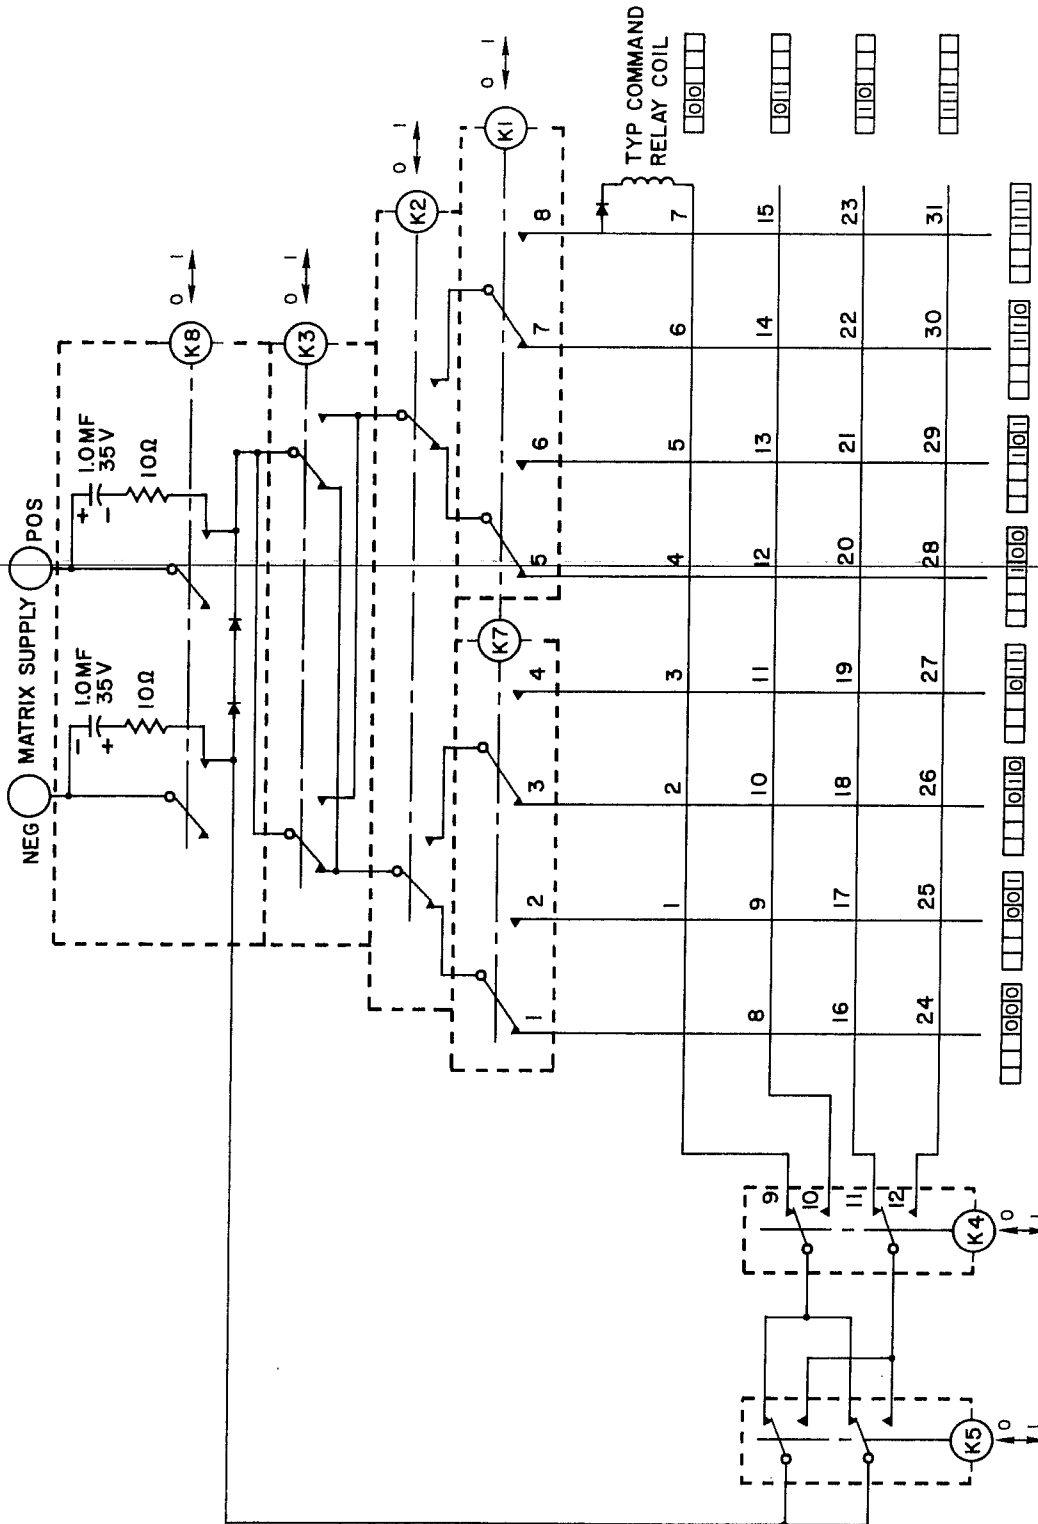 NEG MATRIX SUPPLY POS
- 1.0 MF
+ 35V
10Ω
+ 1.0 MF
- 35V
10Ω
K8 0 1
K3 0 1
K2 0 1
K7
K1 0 1
1 2 3 4 5 6 7 8
TYP COMMAND
RELAY COIL
1 2 3 4 5 6 7
00
8 9 10 11 12 13 14 15
01
16 17 18 19 20 21 22 23
10
24 25 26 27 28 29 30 31
11
000 001 010 011 100 101 110 111
9
10
11
12
K4 0 1
K5 0 1